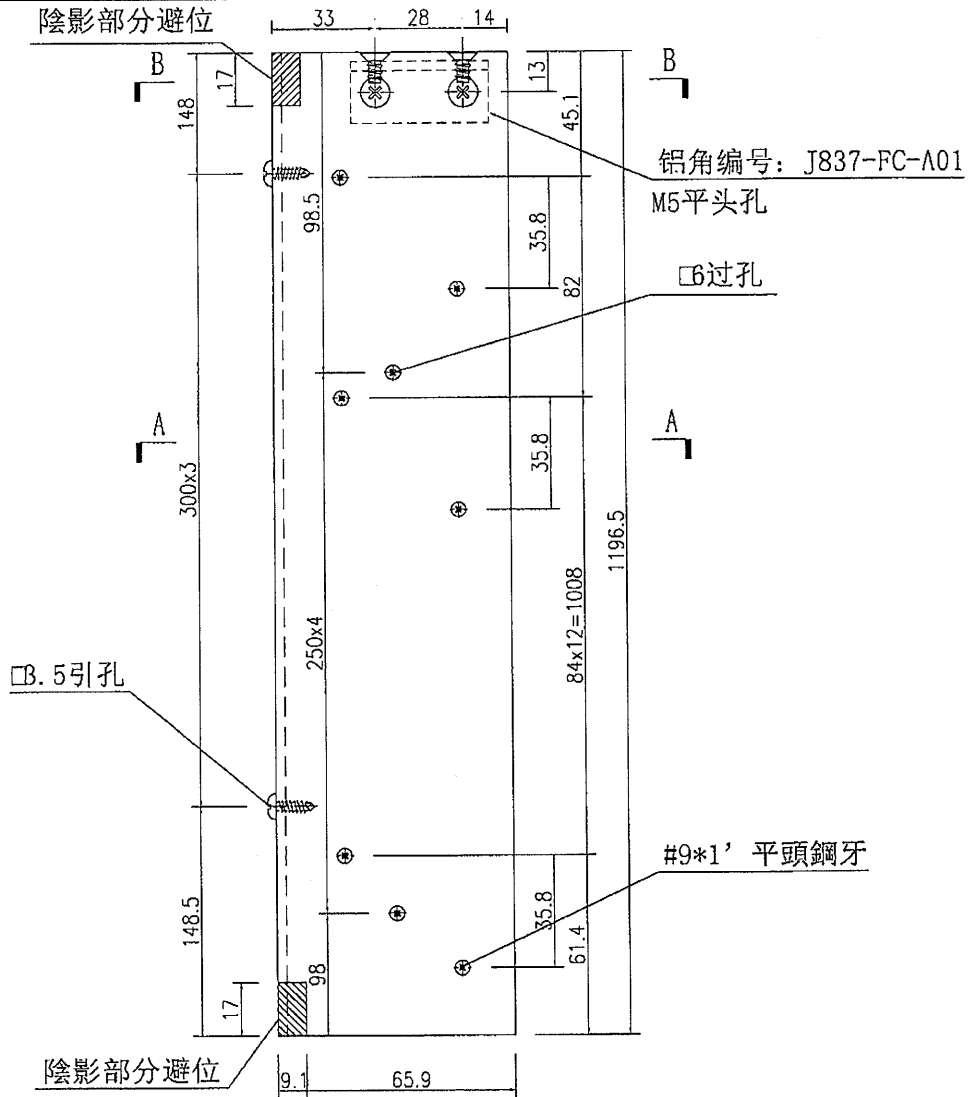 33 28 14
陰影部分避位
B B
17 13
148 45.1
铝角编号: J837-FC-A01
M5平头孔
98.5 35.8
82
□6过孔
A A
35.8
300x3
1196.5
84x12=1008
250x4
□3.5引孔
#9*1’ 平頭鋼牙
148.5 35.8
61.4
98
17
陰影部分避位
9.1 65.9